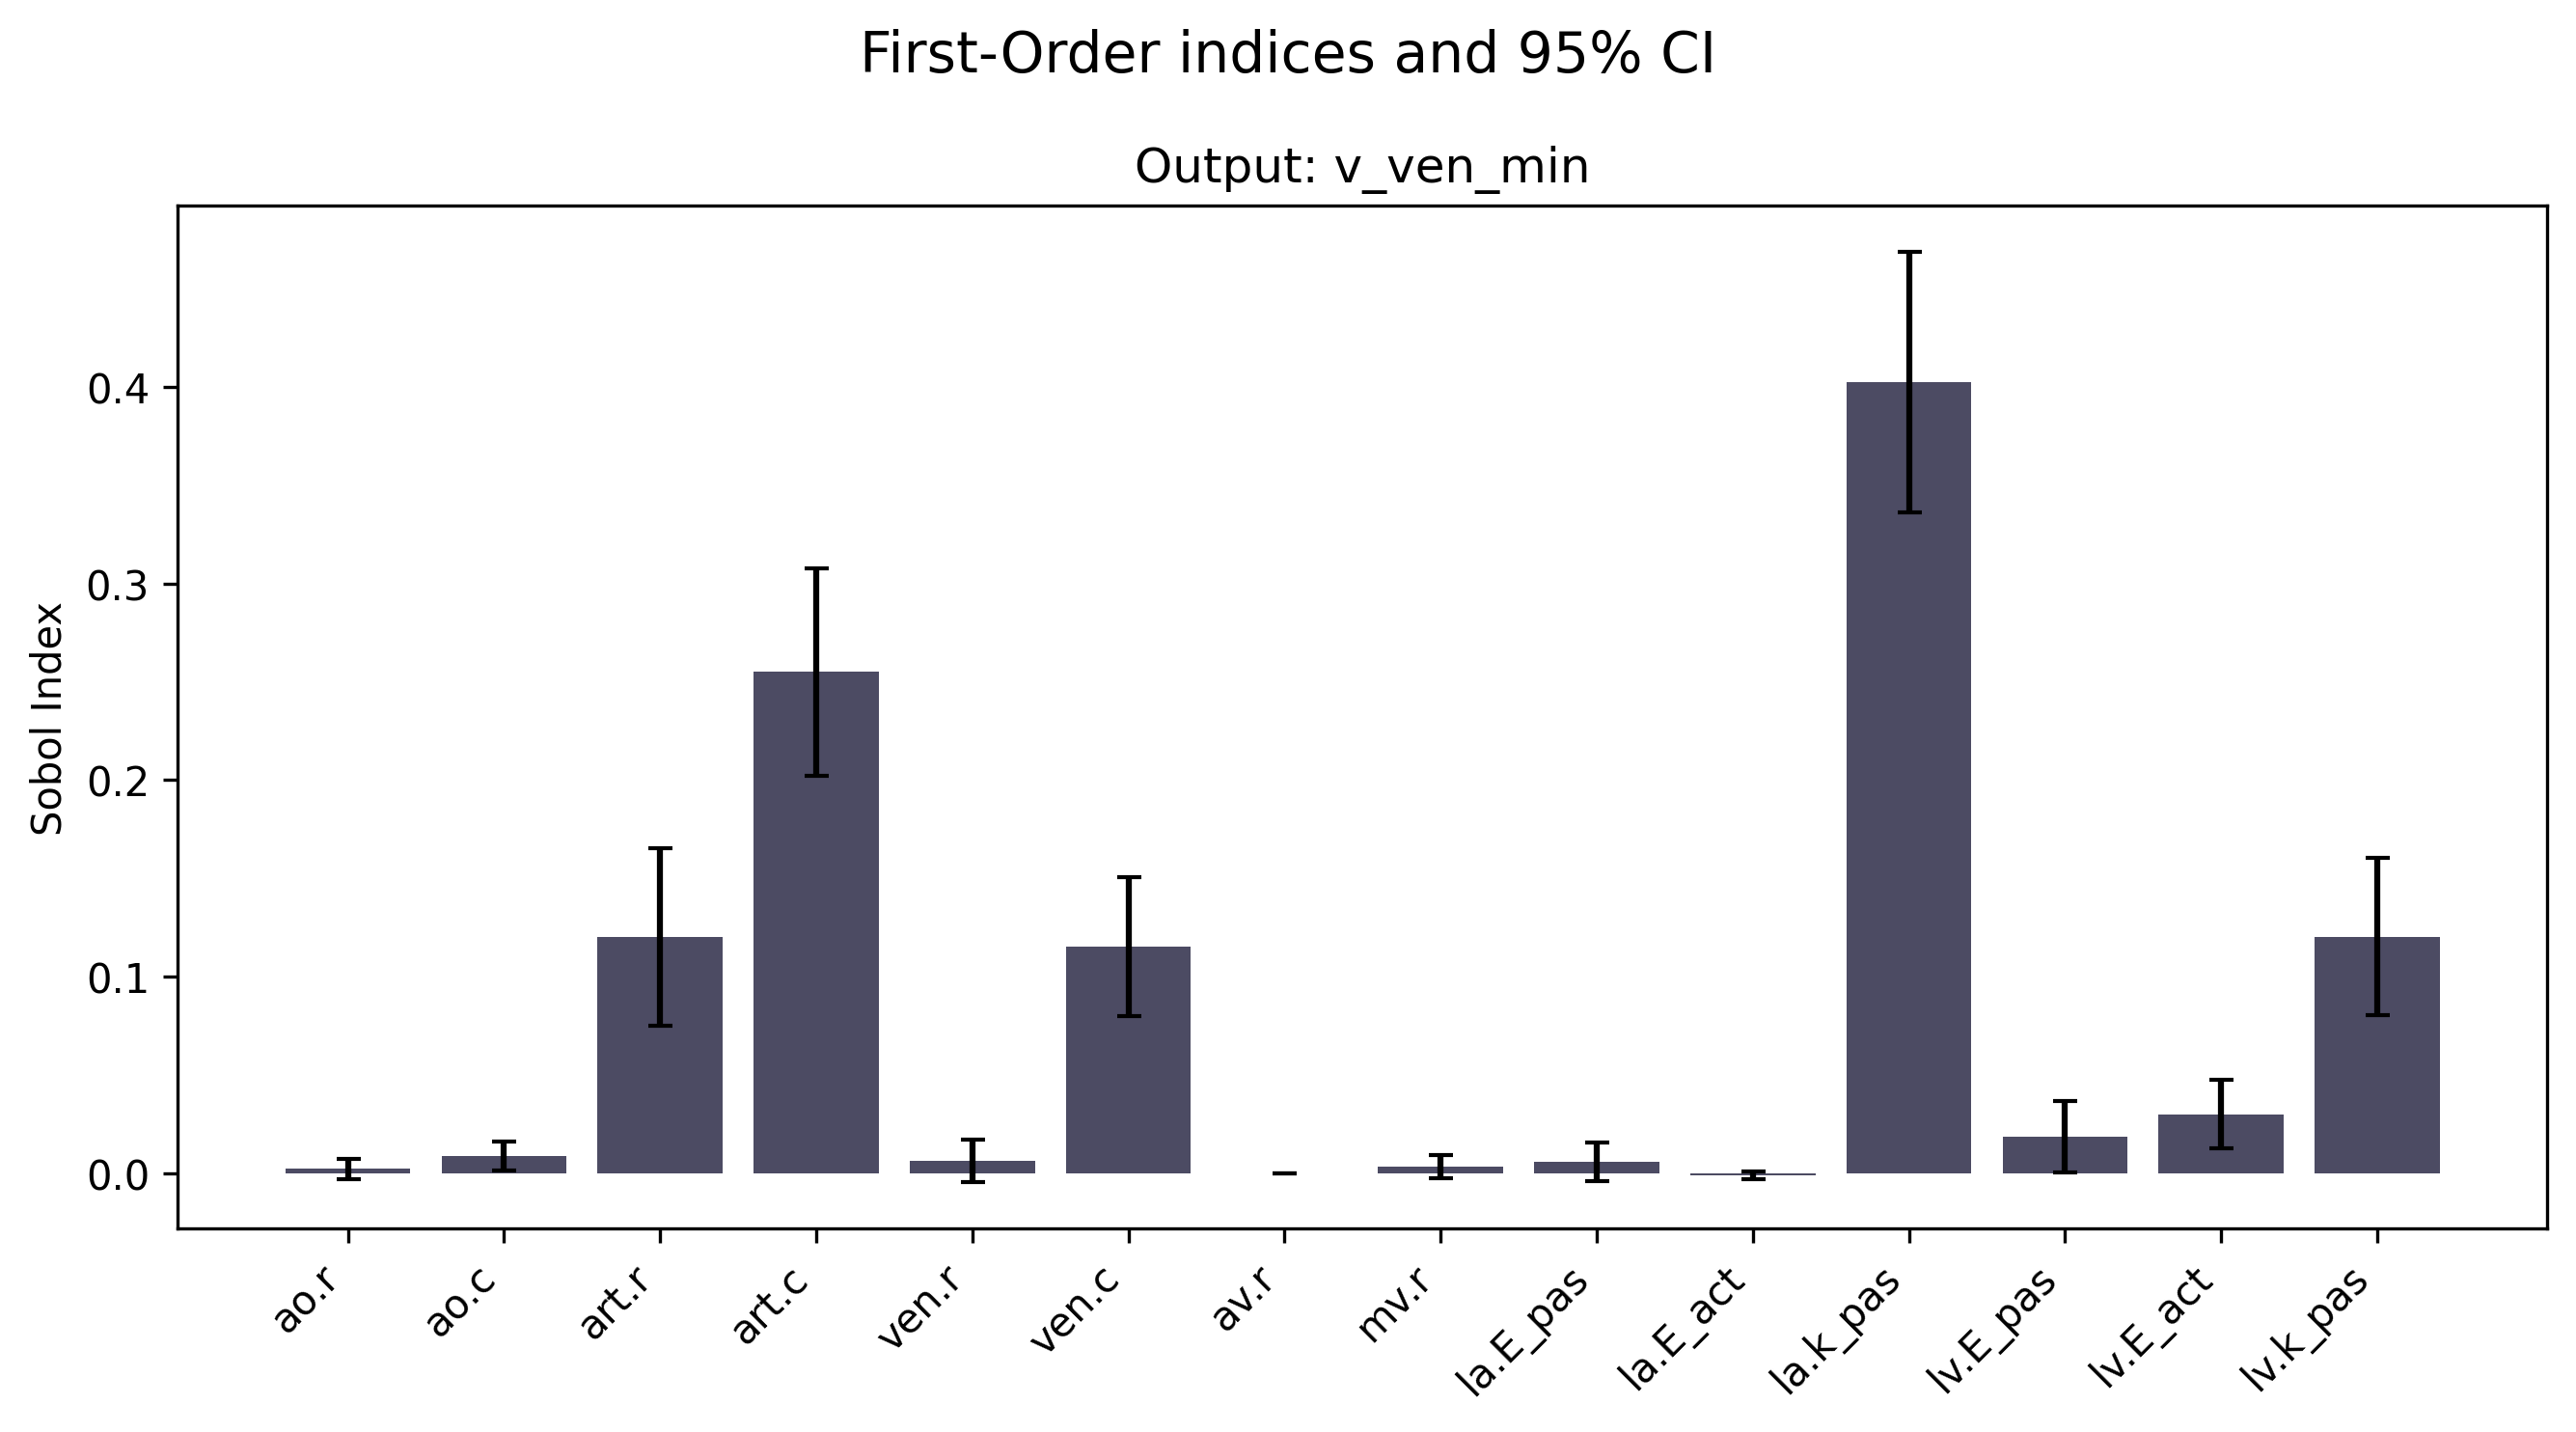 First-Order indices and 95% CI
Output: v_ven_min
Sobol Index
0.4
0.3
0.2
0.1
0.0
ao.r
ao.c
art.r
art.c
ven.r
ven.c
av.r
mv.r
la.E_pas
la.E_act
la.k_pas
lv.E_pas
lv.E_act
lv.k_pas